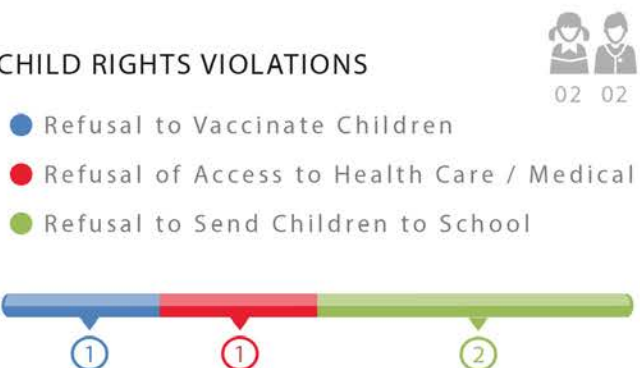 CHILD RIGHTS VIOLATIONS
02 02
Refusal to Vaccinate Children
Refusal of Access to Health Care / Medical
Refusal to Send Children to School
1 1 2